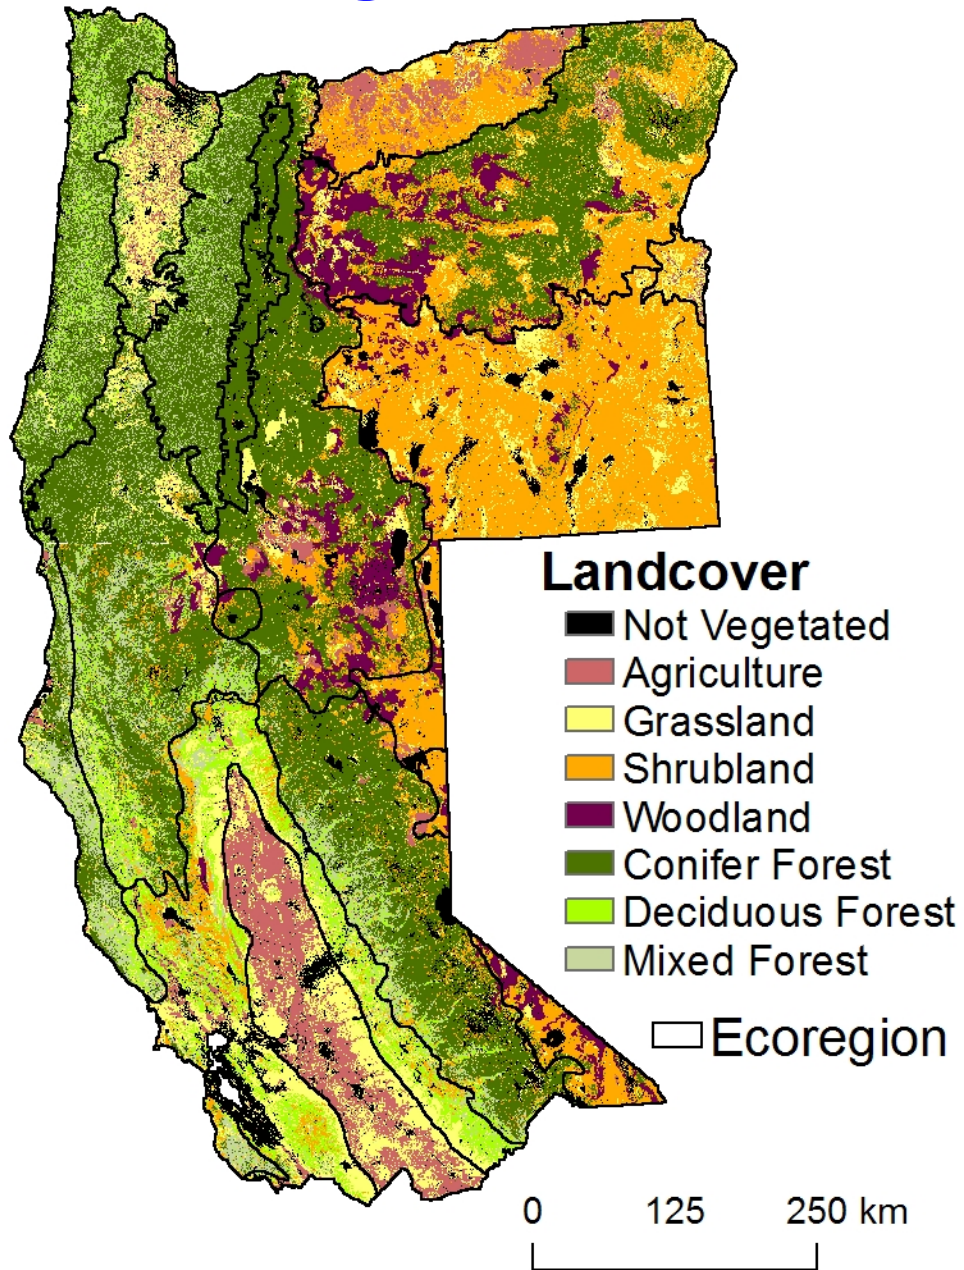 Landcover
Not Vegetated
Agriculture
Grassland
Shrubland
Woodland
Conifer Forest
Deciduous Forest
Mixed Forest
Ecoregion
0 125 250 km